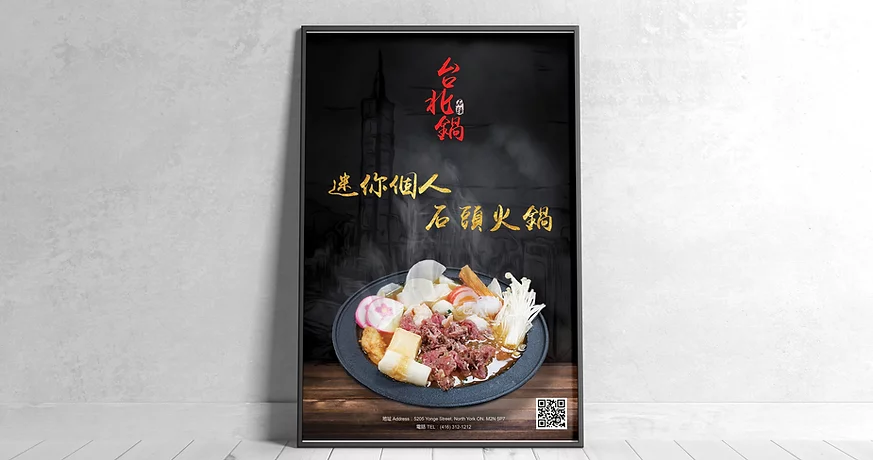 台北鍋
迷你個人
石頭火鍋
地址 Address : 5205 Yonge Street, North York ON. M2N 5P7
電話 TEL : (416) 312-1212